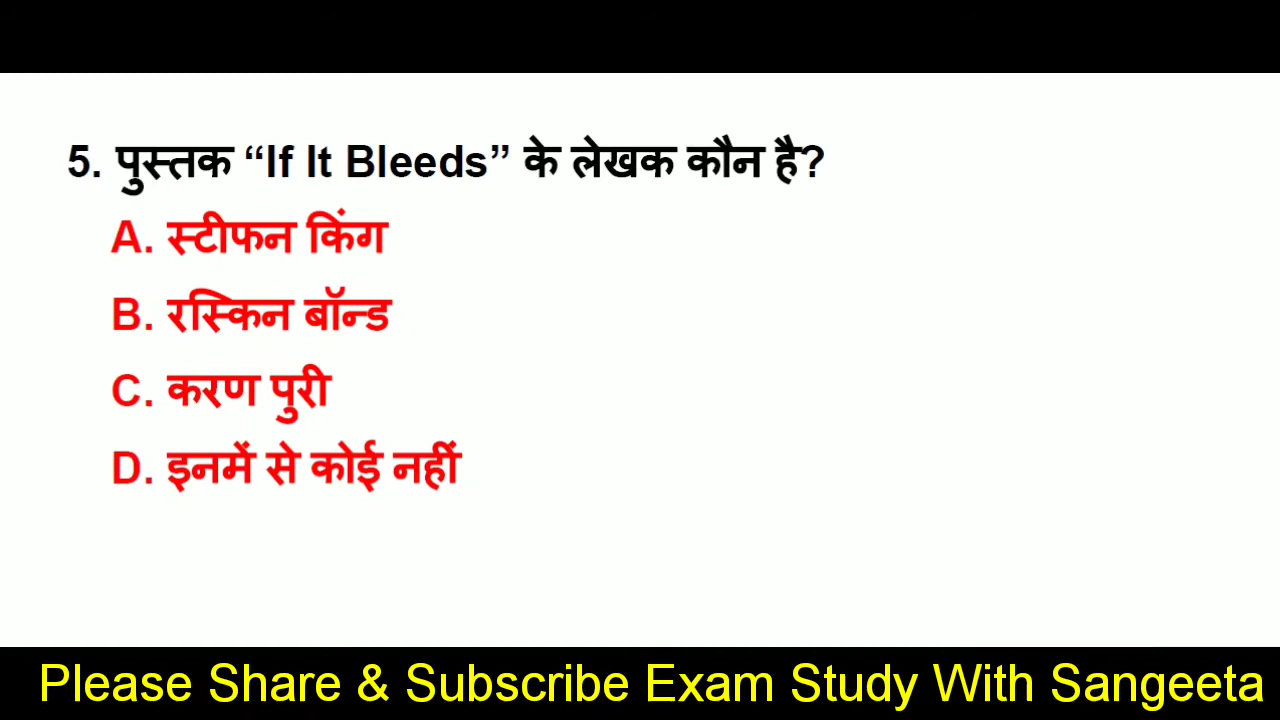 5. पुस्तक “If It Bleeds” के लेखक कौन है?
A. स्टीफन किंग
B. रस्किन बॉन्ड
C. करण पुरी
D. इनमें से कोई नहीं
Please Share & Subscribe Exam Study With Sangeeta